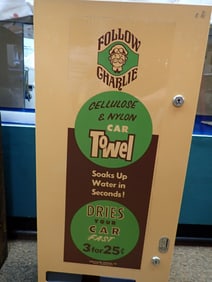 FOLLOW
CHARLIE
CELLULOSE
& NYLON
CAR
Towel
Soaks Up
Water in
Seconds!
DRIES
YOUR
CAR
FAST
3 for 25¢